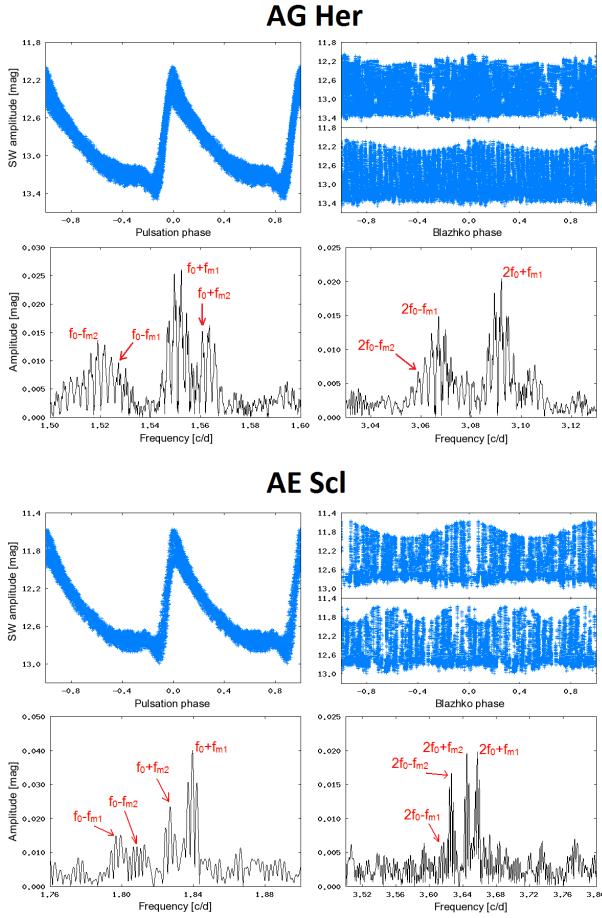 AG Her
11.8
12.2
12.6
13.0
13.4
SW amplitude [mag]
-0.8 -0.4 0.0 0.4 0.8
Pulsation phase
11.8
12.2
12.6
13.0
13.4
11.8
12.2
12.6
13.0
13.4
-0.8 -0.4 0.0 0.4 0.8
Blazhko phase
0.030
0.025
0.020
0.015
0.010
0.005
0.000
Amplitude [mag]
f0-fm2
f0-fm1
f0+fm1
f0+fm2
1.50 1.52 1.54 1.56 1.58 1.60
Frequency [c/d]
0.025
0.020
0.015
0.010
0.005
0.000
2f0-fm2
2f0-fm1
2f0+fm1
3.04 3.06 3.08 3.10 3.12
Frequency [c/d]
AE Scl
11.4
11.8
12.2
12.6
13.0
SW amplitude [mag]
-0.8 -0.4 0.0 0.4 0.8
Pulsation phase
11.4
11.8
12.2
12.6
13.0
11.4
11.8
12.2
12.6
13.0
-0.8 -0.4 0.0 0.4 0.8
Blazhko phase
0.050
0.040
0.030
0.020
0.010
0.000
Amplitude [mag]
f0-fm1
f0-fm2
f0+fm2
f0+fm1
1.76 1.80 1.84 1.88
Frequency [c/d]
0.025
0.020
0.015
0.010
0.005
0.000
2f0-fm1
2f0-fm2
2f0+fm2
2f0+fm1
3,52 3,56 3,60 3,64 3,68 3,72 3,76 3,80
Frequency [c/d]